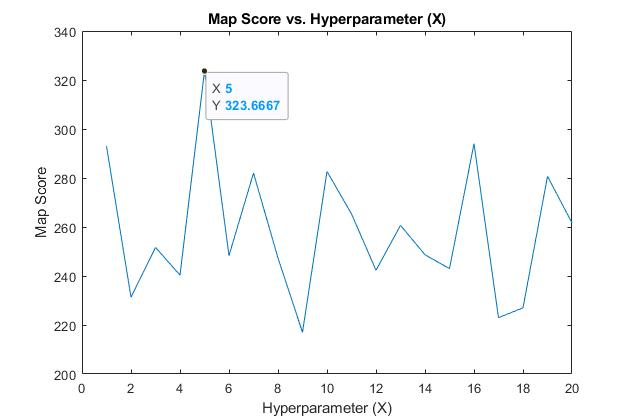 Map Score vs. Hyperparameter (X)
340
320
300
280
260
240
220
200
Map Score
X 5
Y 323.6667
0 2 4 6 8 10 12 14 16 18 20
Hyperparameter (X)